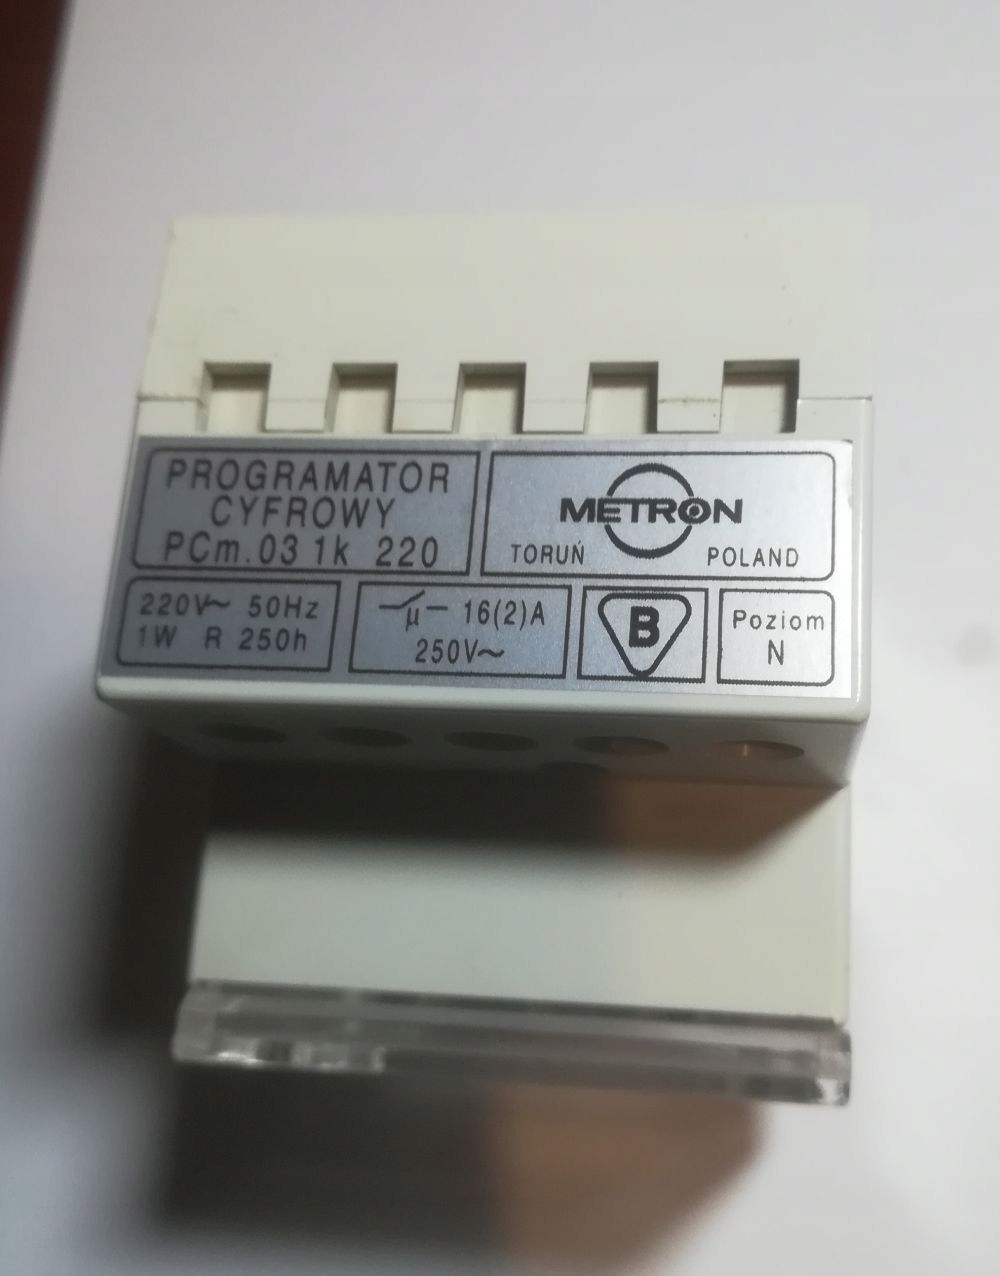 PROGRAMATOR
CYFROWY
PCm.03 1k 220
METRON
TORUŃ POLAND
220V~ 50Hz
1W R 250h
µ 16(2)A
250V~
B
Poziom
N